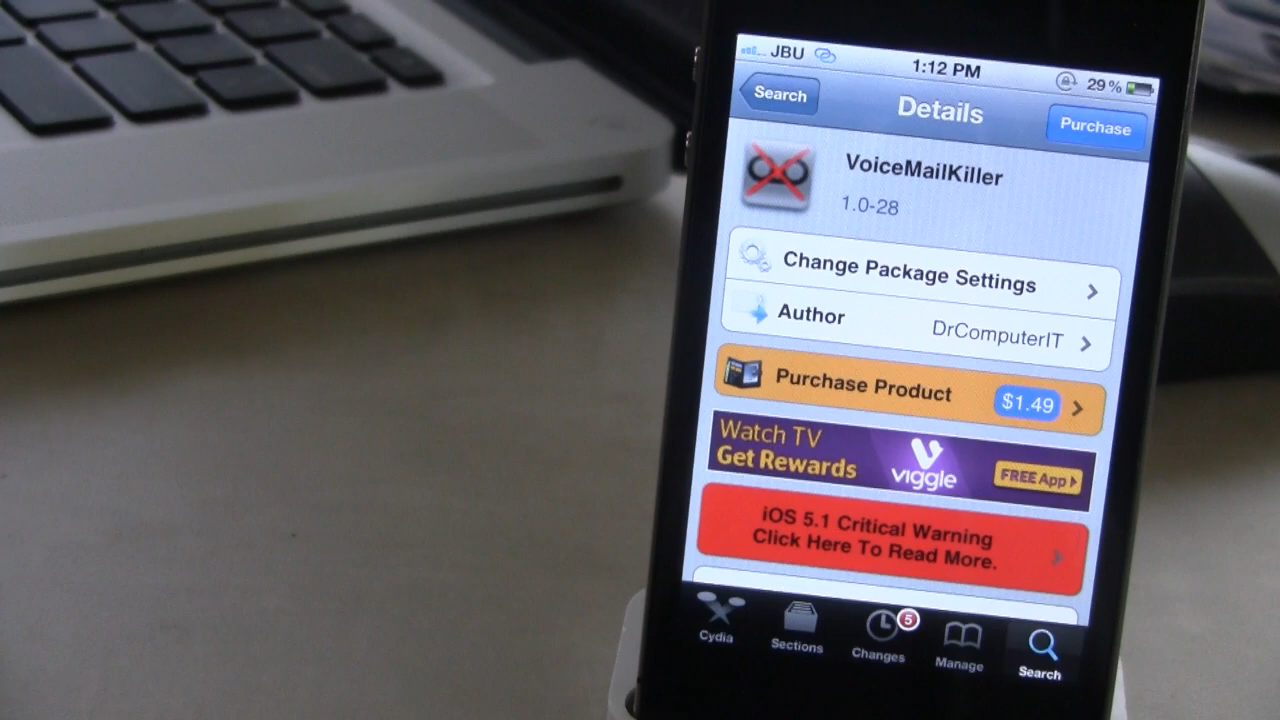 JBU 1:12 PM 29%
Search Details Purchase
VoiceMailKiller
1.0-28
Change Package Settings
Author DrComputerIT
Purchase Product $1.49
Watch TV
Get Rewards viggle FREE App
iOS 5.1 Critical Warning
Click Here To Read More.
5
Cydia Sections Changes Manage Search